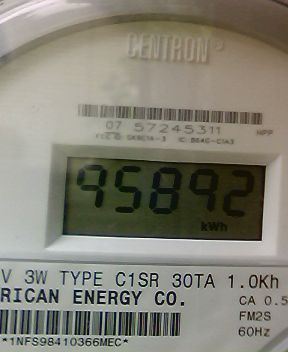 CENTRON®
07 57245311
HPP
95892
kWh
V 3W TYPE C1SR 30TA 1.0Kh
RICAN ENERGY CO.
CA 0.5
FM2S
60Hz
*1NFS98410366MEC*